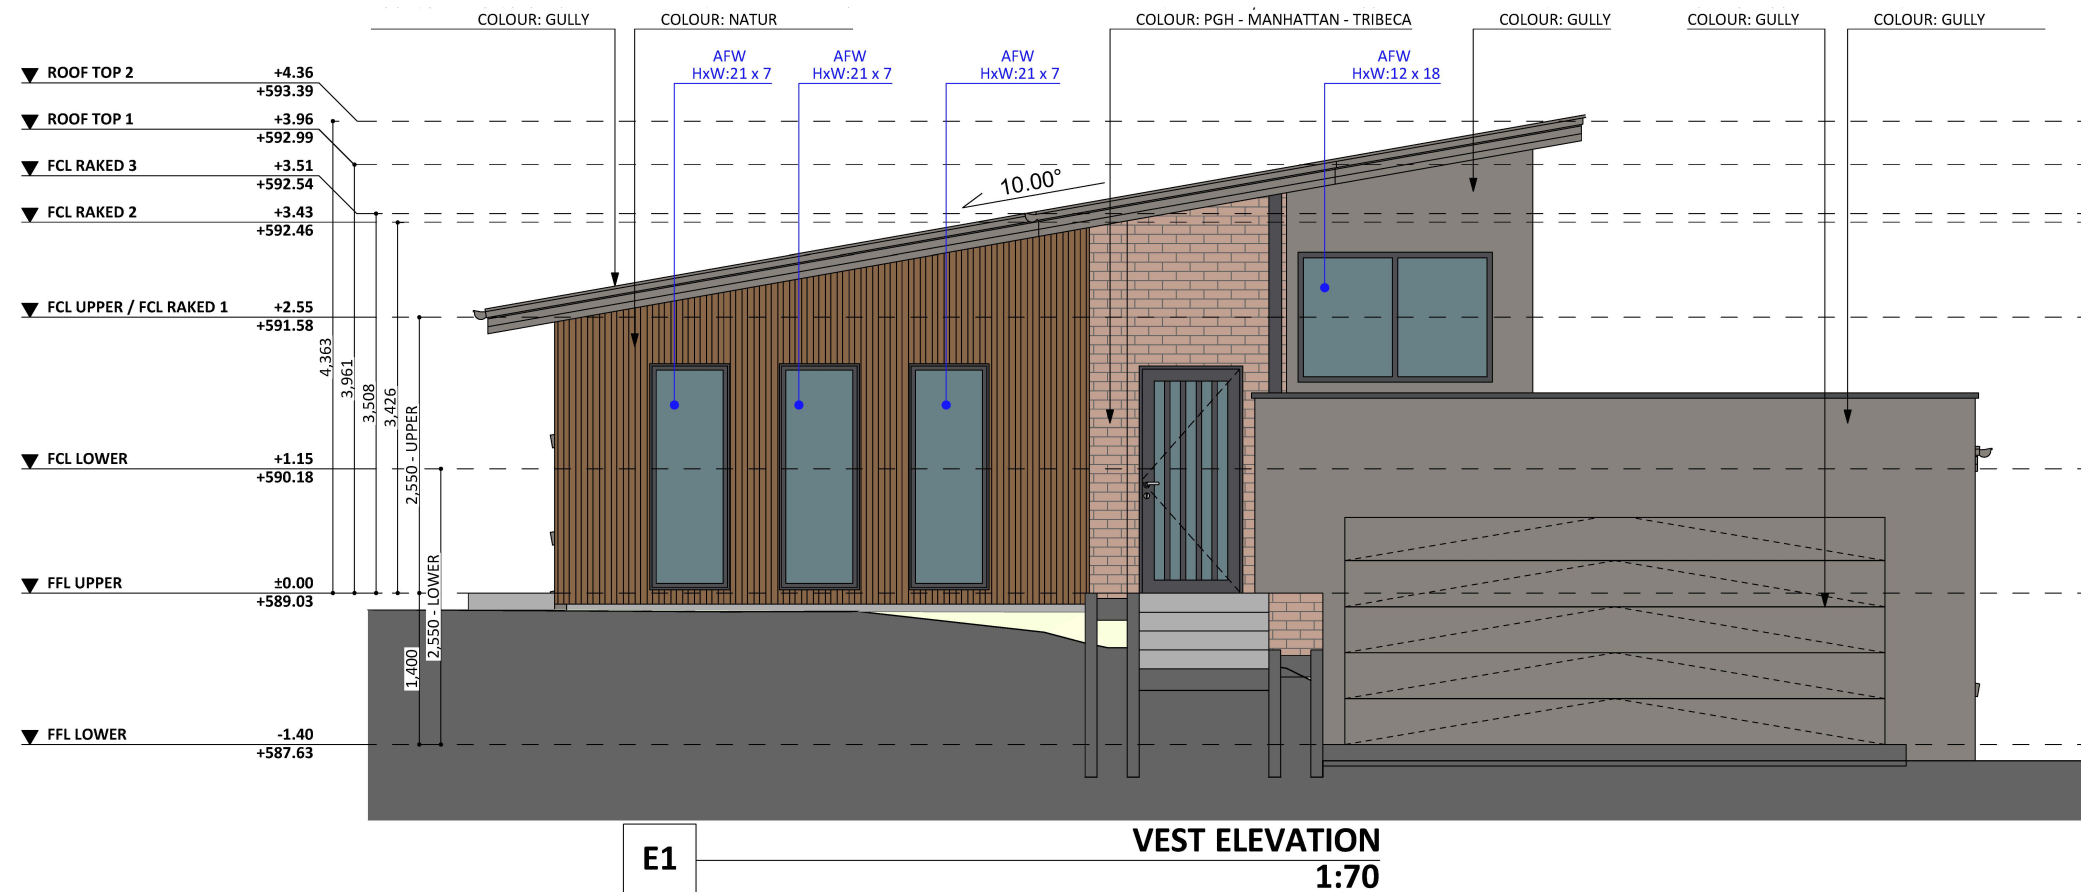 COLOUR: GULLY
COLOUR: NATUR
COLOUR: PGH - MANHATTAN - TRIBECA
COLOUR: GULLY
COLOUR: GULLY
COLOUR: GULLY
AFW
HxW:21 x 7
AFW
HxW:21 x 7
AFW
HxW:21 x 7
AFW
HxW:12 x 18
ROOF TOP 2 +4.36
+593.39
ROOF TOP 1 +3.96
+592.99
FCL RAKED 3 +3.51
+592.54
FCL RAKED 2 +3.43
+592.46
FCL UPPER / FCL RAKED 1 +2.55
+591.58
FCL LOWER +1.15
+590.18
FFL UPPER ±0.00
+589.03
FFL LOWER -1.40
+587.63
4,363
3,961
3,508
3,426
2,550 - UPPER
2,550 - LOWER
1,400
10.00°
E1
VEST ELEVATION
1:70